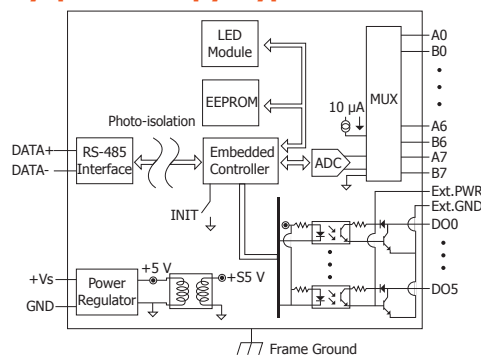 LED
Module
EEPROM
10 µA
MUX
A0
B0
A6
B6
A7
B7
Photo-isolation
DATA+
DATA-
RS-485
Interface
Embedded
Controller
ADC
INIT
Ext.PWR
Ext.GND
DO0
DO5
+Vs
GND
Power
Regulator
+5 V
+S5 V
Frame Ground